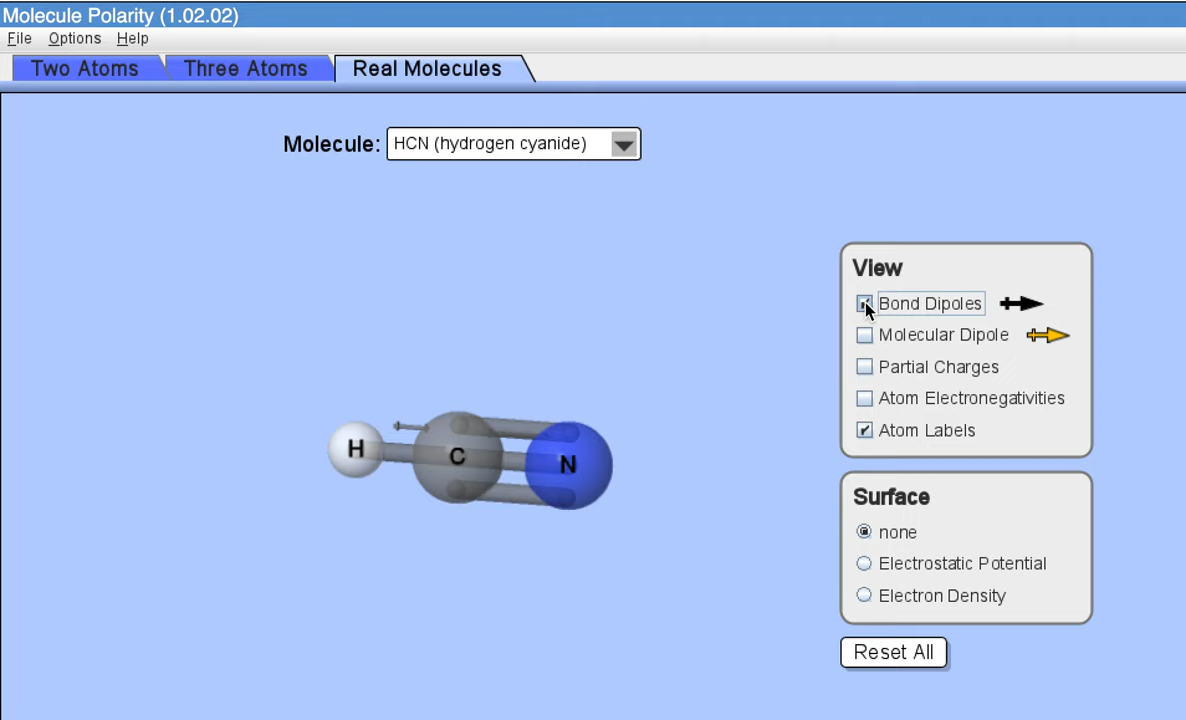 Molecule Polarity (1.02.02)
File Options Help
Two Atoms Three Atoms Real Molecules
Molecule: HCN (hydrogen cyanide)
View
Bond Dipoles
Molecular Dipole
Partial Charges
Atom Electronegativities
Atom Labels
H C N
Surface
none
Electrostatic Potential
Electron Density
Reset All